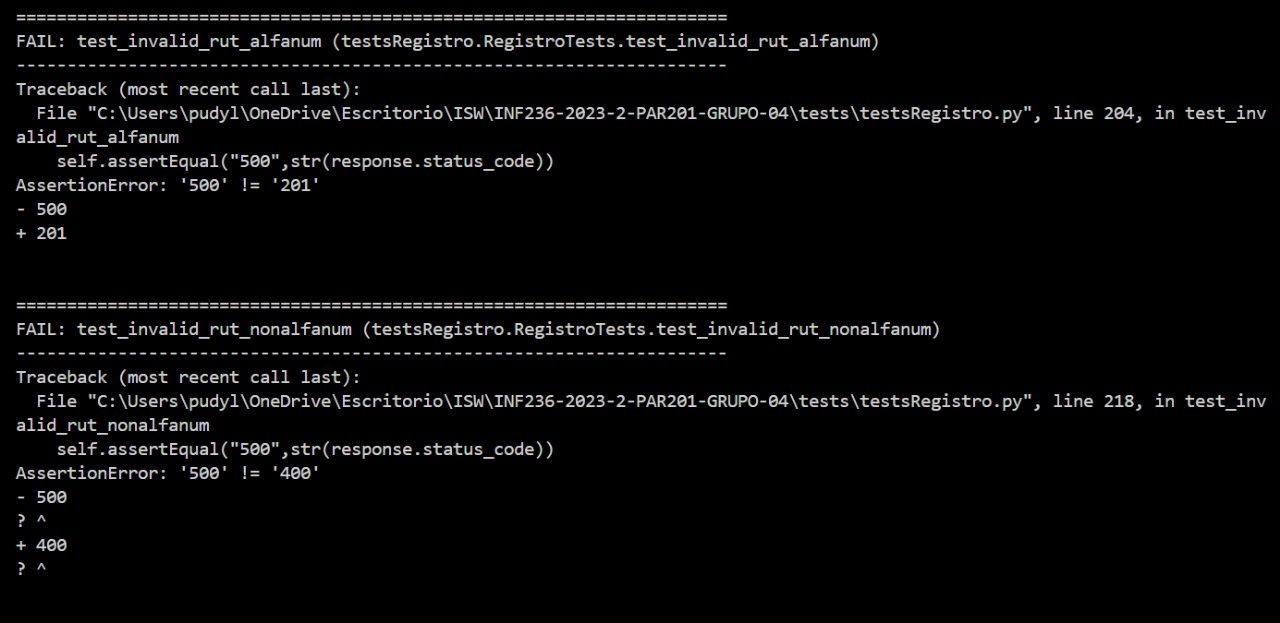 ======================================================================
FAIL: test_invalid_rut_alfanum (testsRegistro.RegistroTests.test_invalid_rut_alfanum)
----------------------------------------------------------------------
Traceback (most recent call last):
  File "C:\Users\pudyl\OneDrive\Escritorio\ISW\INF236-2023-2-PAR201-GRUPO-04\tests\testsRegistro.py", line 204, in test_inv
alid_rut_alfanum
    self.assertEqual("500",str(response.status_code))
AssertionError: '500' != '201'
- 500
+ 201
======================================================================
FAIL: test_invalid_rut_nonalfanum (testsRegistro.RegistroTests.test_invalid_rut_nonalfanum)
----------------------------------------------------------------------
Traceback (most recent call last):
  File "C:\Users\pudyl\OneDrive\Escritorio\ISW\INF236-2023-2-PAR201-GRUPO-04\tests\testsRegistro.py", line 218, in test_inv
alid_rut_nonalfanum
    self.assertEqual("500",str(response.status_code))
AssertionError: '500' != '400'
- 500
? ^
+ 400
? ^